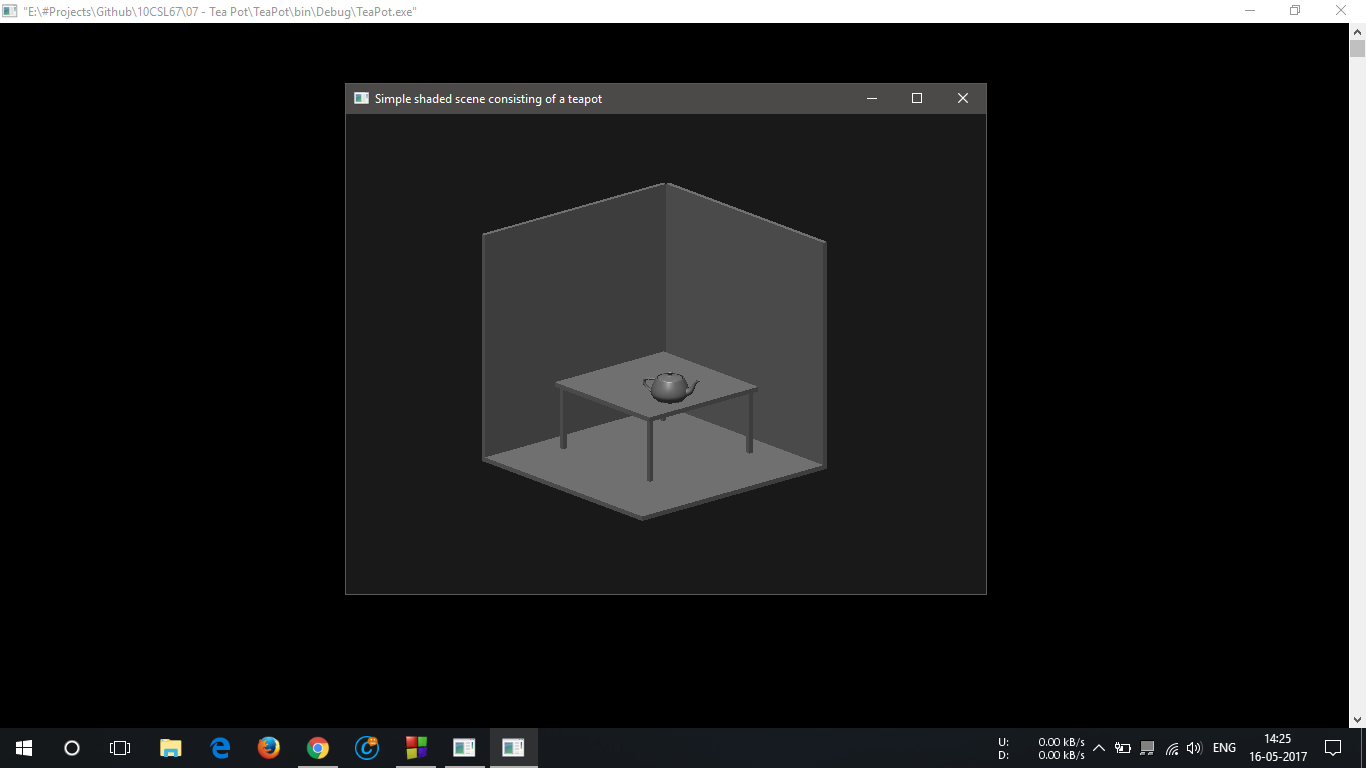 "E:\#Projects\Github\10CSL67\07 - Tea Pot\TeaPot\bin\Debug\TeaPot.exe"
Simple shaded scene consisting of a teapot
U: 0.00 kB/s
D: 0.00 kB/s
ENG
14:25
16-05-2017